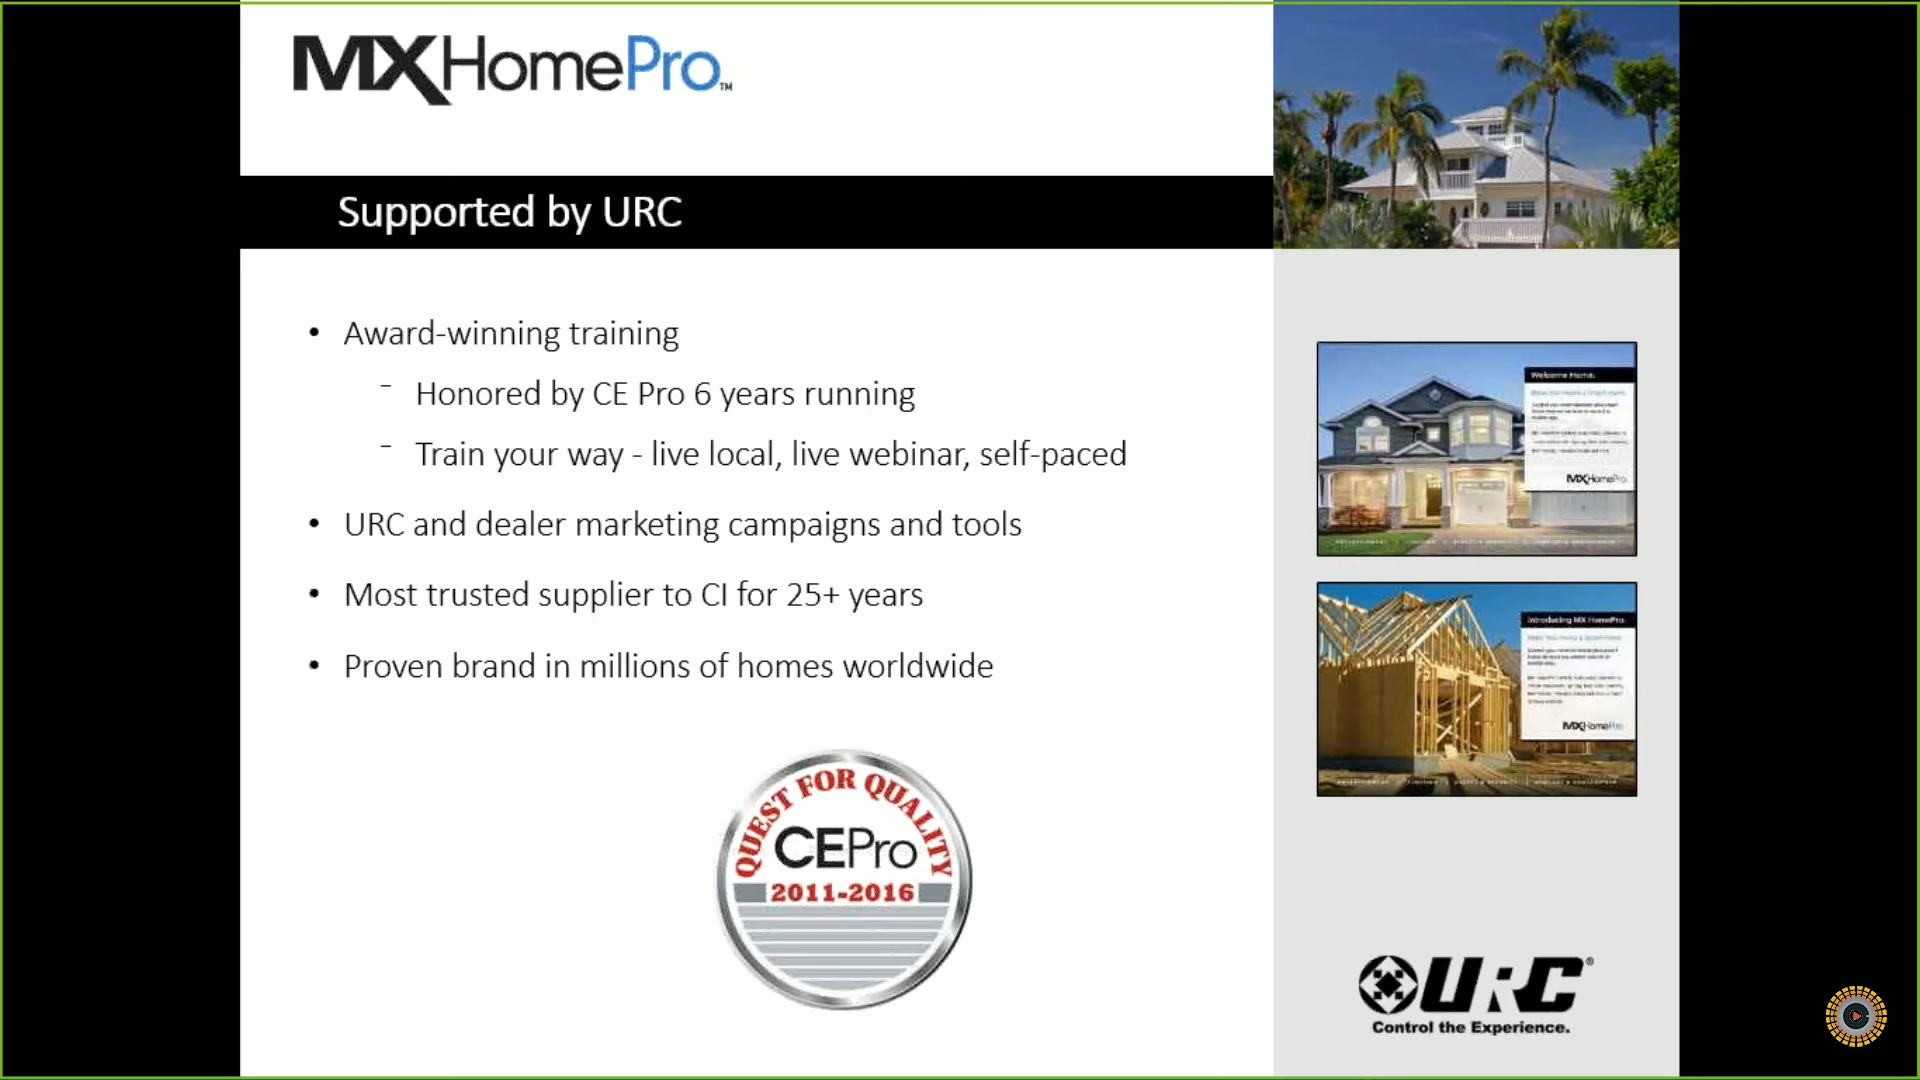 MXHomePro™
Supported by URC
• Award-winning training
- Honored by CE Pro 6 years running
- Train your way - live local, live webinar, self-paced
• URC and dealer marketing campaigns and tools
• Most trusted supplier to CI for 25+ years
• Proven brand in millions of homes worldwide
QUEST FOR QUALITY
CEPro
2011-2016
Welcome Home.
MXHomePro
Introducing MX HomePro.
MXHomePro
URC®
Control the Experience.